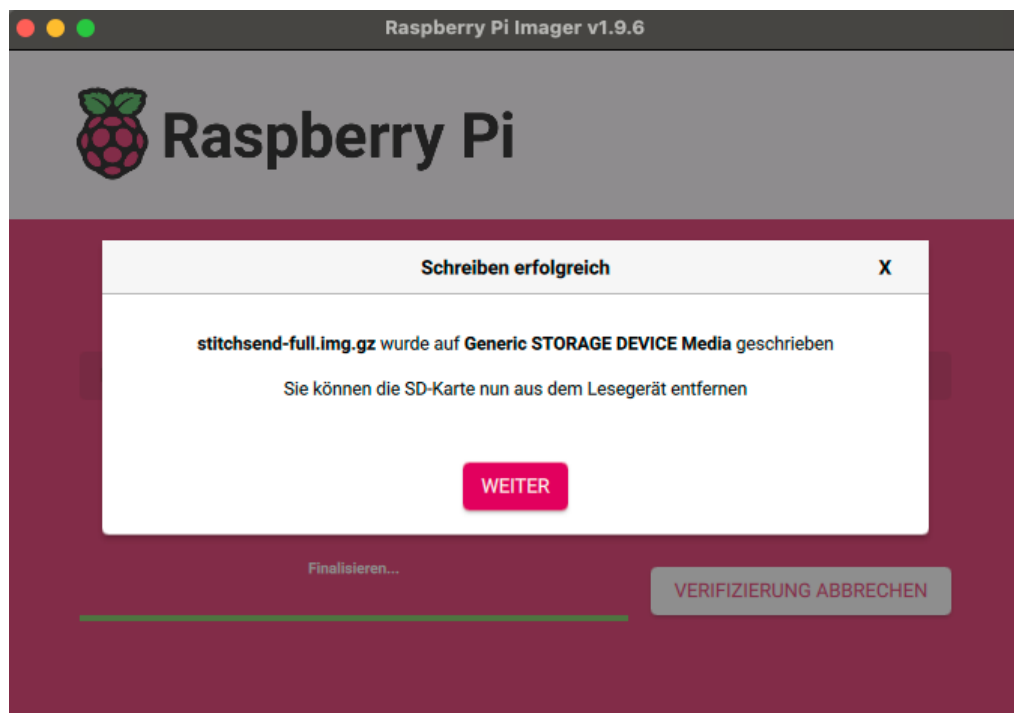 Raspberry Pi Imager v1.9.6
Raspberry Pi
Schreiben erfolgreich
X
stitchsend-full.img.gz wurde auf Generic STORAGE DEVICE Media geschrieben
Sie können die SD-Karte nun aus dem Lesegerät entfernen
WEITER
Finalisieren...
VERIFIZIERUNG ABBRECHEN